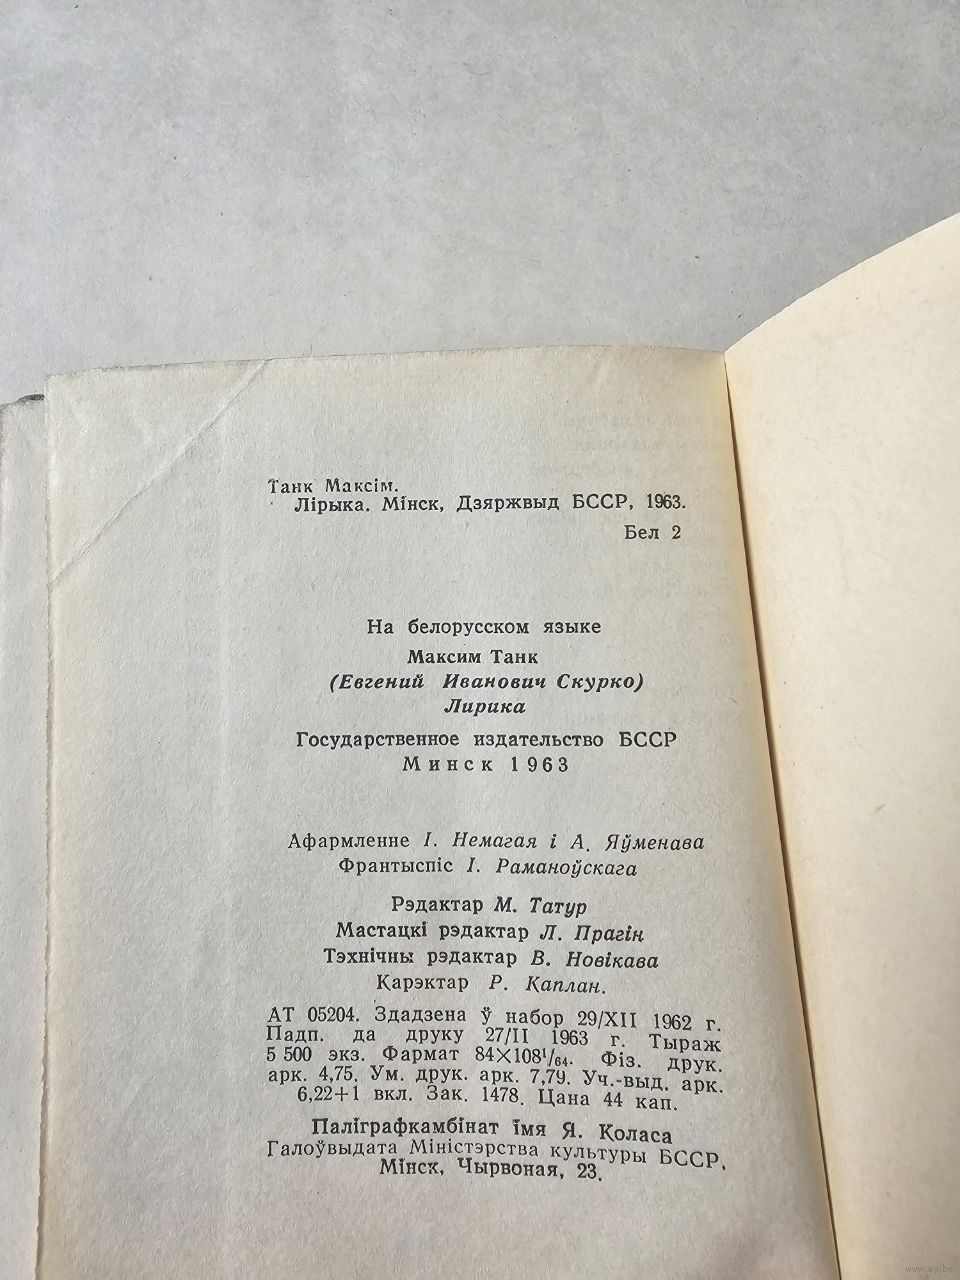 Танк Максім.
Лірыка. Мінск, Дзяржвыд БССР, 1963.
Бел 2
На белорусском языке
Максим Танк
(Евгений Иванович Скурко)
Лирика
Государственное издательство БССР
Минск 1963
Афармленне І. Немагая і А. Яўменава
Франтыспіс І. Раманоўскага
Рэдактар М. Татур
Мастацкі рэдактар Л. Прагін
Тэхнічны рэдактар В. Новікава
Карэктар Р. Каплан.
АТ 05204. Здадзена ў набор 29/XII 1962 г.
Падп. да друку 27/II 1963 г. Тыраж
5 500 экз. Фармат 84×108¹/₆₄. Фіз. друк.
арк. 4,75. Ум. друк. арк. 7,79. Уч.-выд. арк.
6,22+1 вкл. Зак. 1478. Цана 44 кап.
Паліграфкамбінат імя Я. Коласа
Галоўвыдата Міністэрства культуры БССР.
Мінск, Чырвоная, 23.
www.ay.by